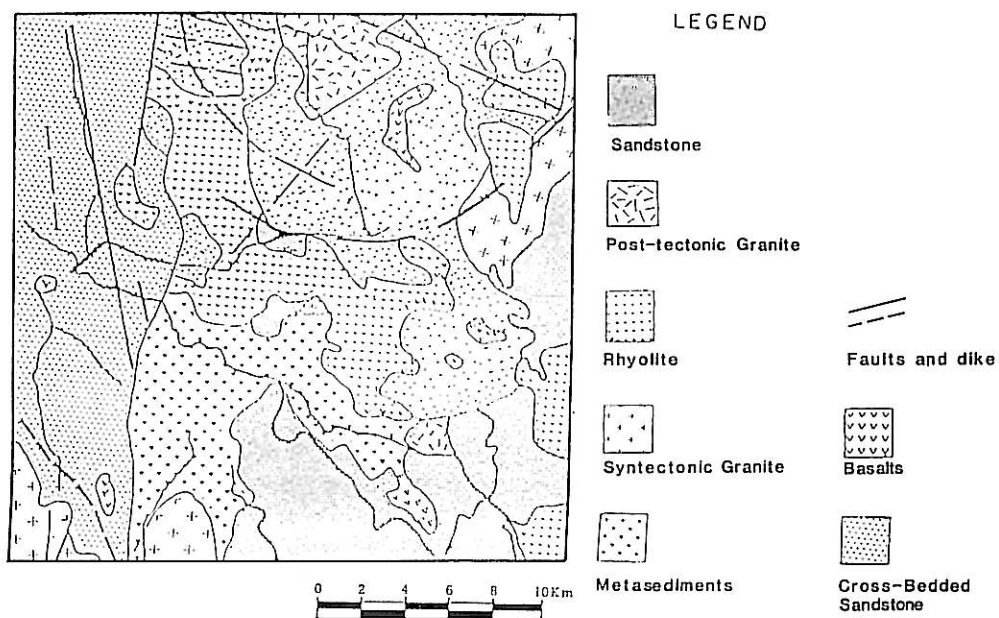 LEGEND
Sandstone
Post-tectonic Granite
Rhyolite
Faults and dike
Syntectonic Granite
Basalts
Metasediments
Cross-Bedded
Sandstone
0 2 4 6 8 10Km